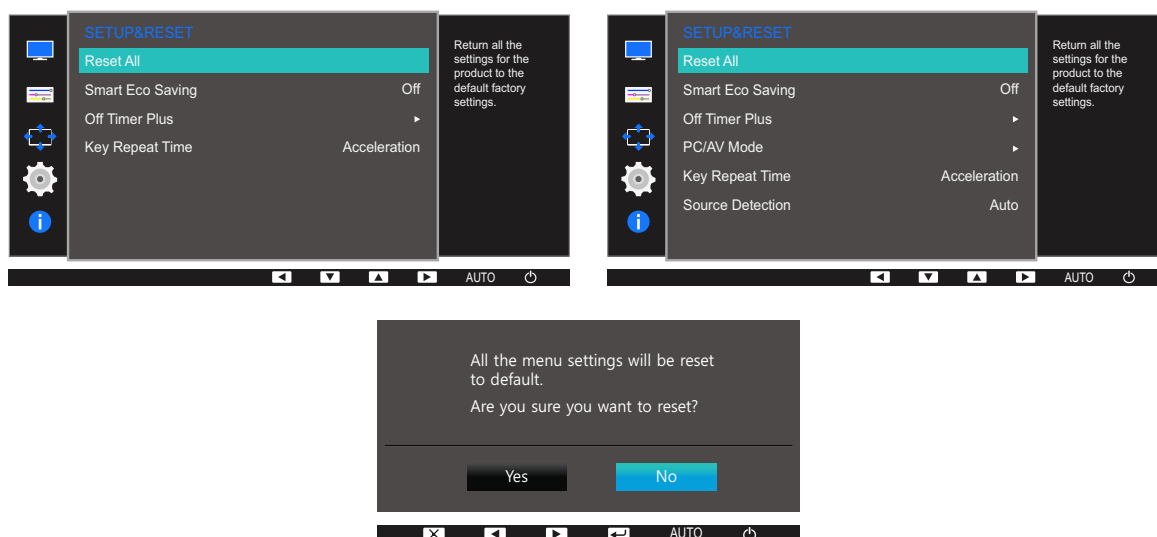 SETUP&RESET
Reset All
Smart Eco Saving Off
Off Timer Plus
Key Repeat Time Acceleration
Return all the
settings for the
product to the
default factory
settings.
AUTO
SETUP&RESET
Reset All
Smart Eco Saving Off
Off Timer Plus
PC/AV Mode
Key Repeat Time Acceleration
Source Detection Auto
Return all the
settings for the
product to the
default factory
settings.
AUTO
All the menu settings will be reset
to default.
Are you sure you want to reset?
Yes No
AUTO